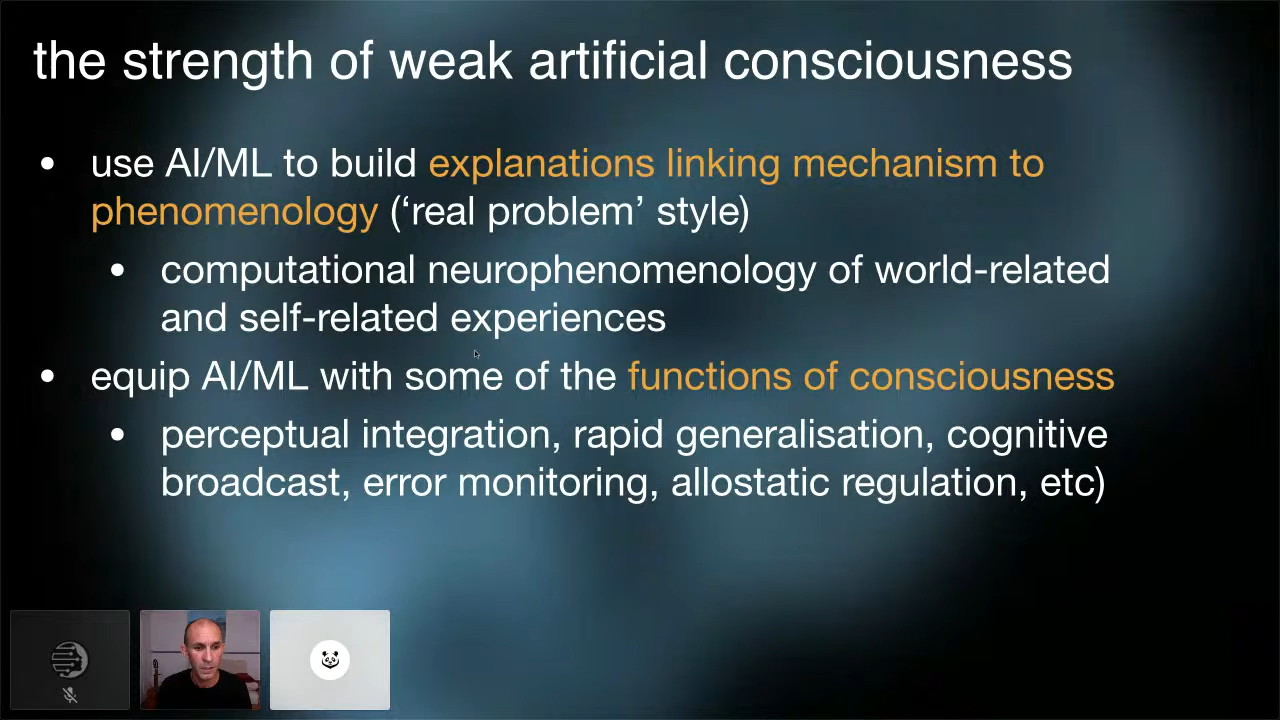 the strength of weak artificial consciousness
• use AI/ML to build explanations linking mechanism to
phenomenology (‘real problem’ style)
• computational neurophenomenology of world-related
and self-related experiences
• equip AI/ML with some of the functions of consciousness
• perceptual integration, rapid generalisation, cognitive
broadcast, error monitoring, allostatic regulation, etc)